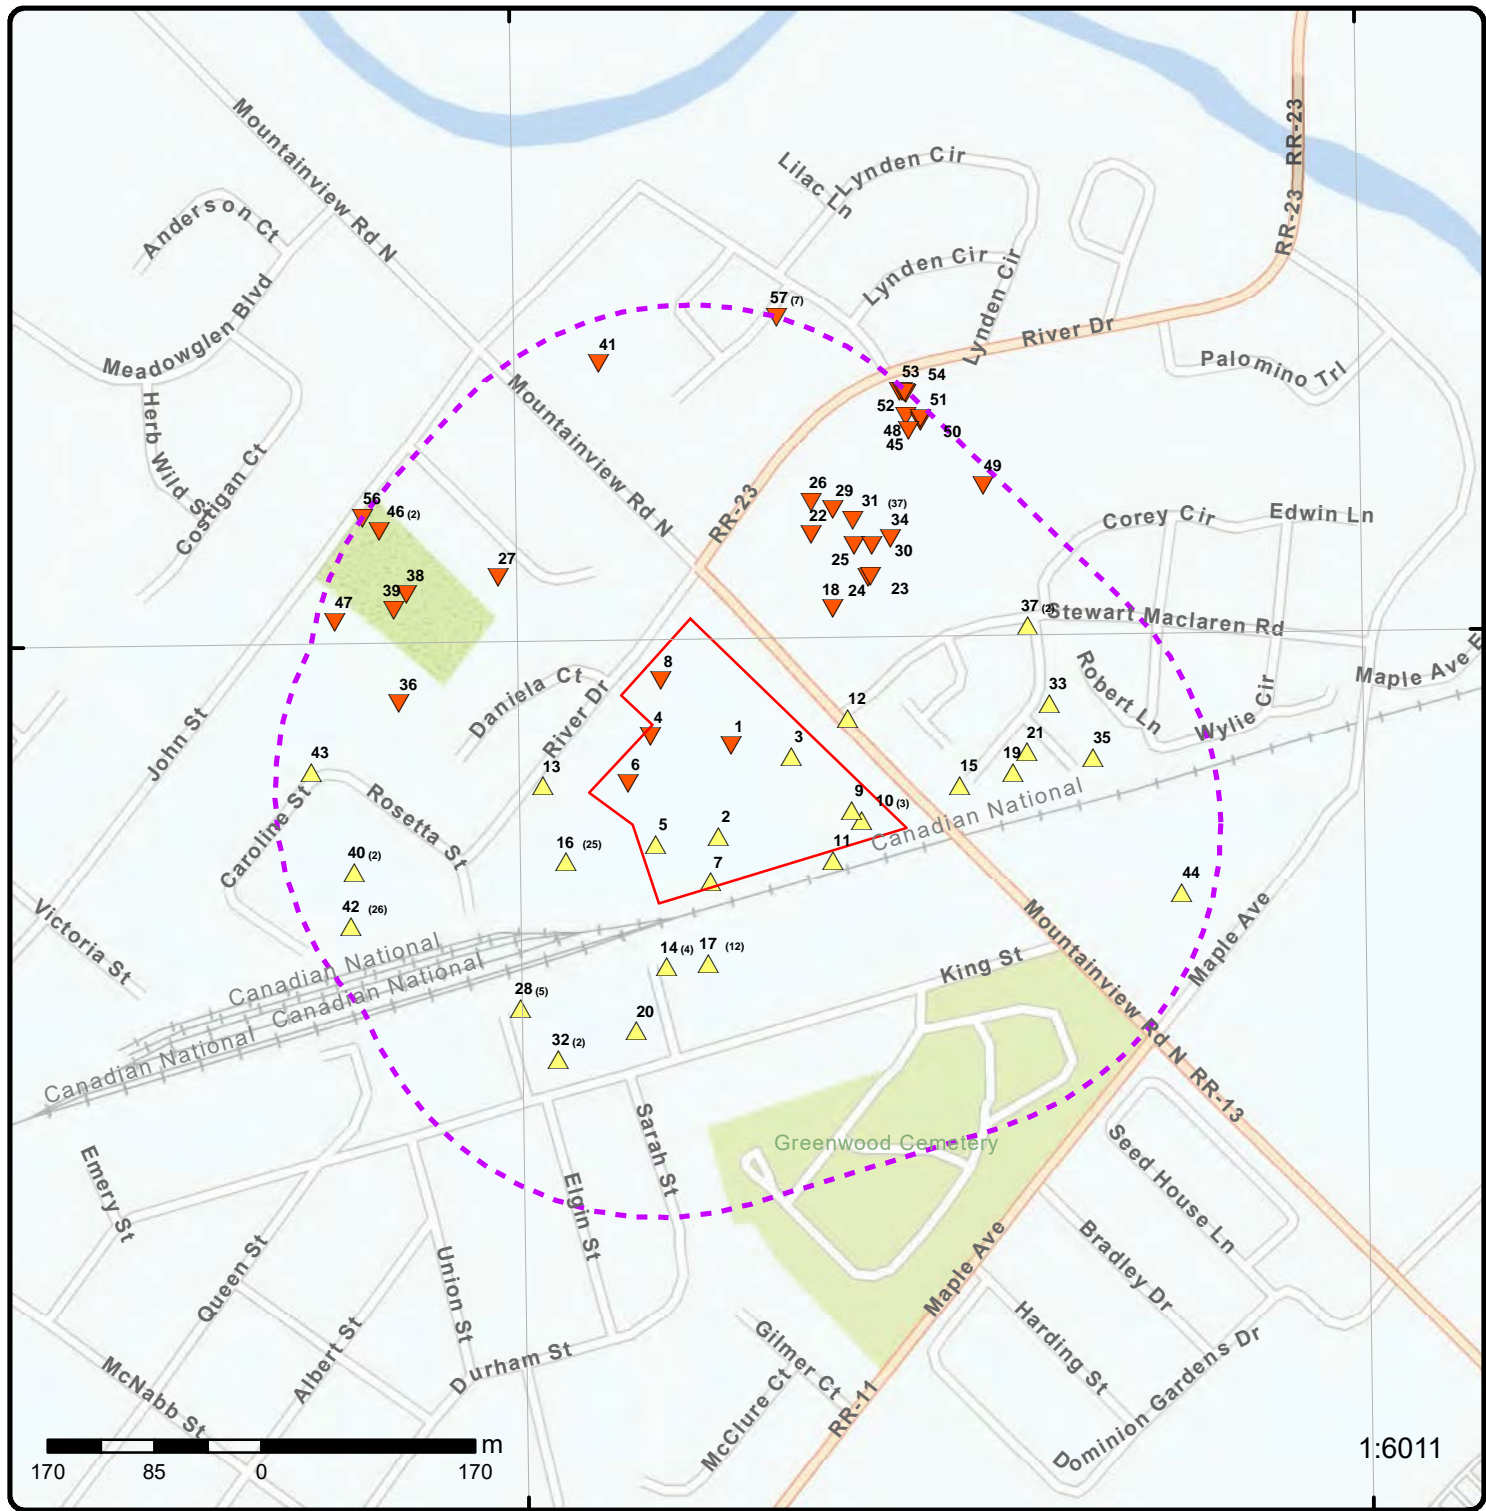 RR-23
RR-23
Mountainview Rd N
Lilac Ln
Lynden Cir
Anderson Ct
Lynden Cir
Lynden Cir
57 (7)
Meadowglen Blvd
River Dr
41
Palomino Trl
53 54
Mountainview Rd N
52 51
48 50
45
Herb Wild St
Costigan Ct
49
RR-23
26 29 31 (37)
56
46 (2)
22 34
Corey Cir
Edwin Ln
25 30
27
38
39
18 24 23
47
37 (2)
Stewart Maclaren Rd
8
Daniela Ct
36
Robert Ln
Maple Ave E
John St
River Dr
12
33
Wylie Cir
4 1 3
21 35
43 13
6
15 19
Rosetta St
9 10 (3)
Canadian National
Caroline St
5 2
16 (25)
11
40 (2)
7
44
42 (26)
Victoria St
Mountainview Rd N
Maple Ave
Canadian National
14 (4) 17 (12)
King St
Canadian National
28 (5)
20
Canadian National
32 (2)
RR-13
Sarah St
Greenwood Cemetery
Seed House Ln
Emery St
Elgin St
Queen St
Union St
Maple Ave
Bradley Dr
Albert St
Durham St
Gilmer Ct
Harding St
McNabb St
McClure Ct
RR-11
Dominion Gardens Dr
m
1:6011
170 85 0 170